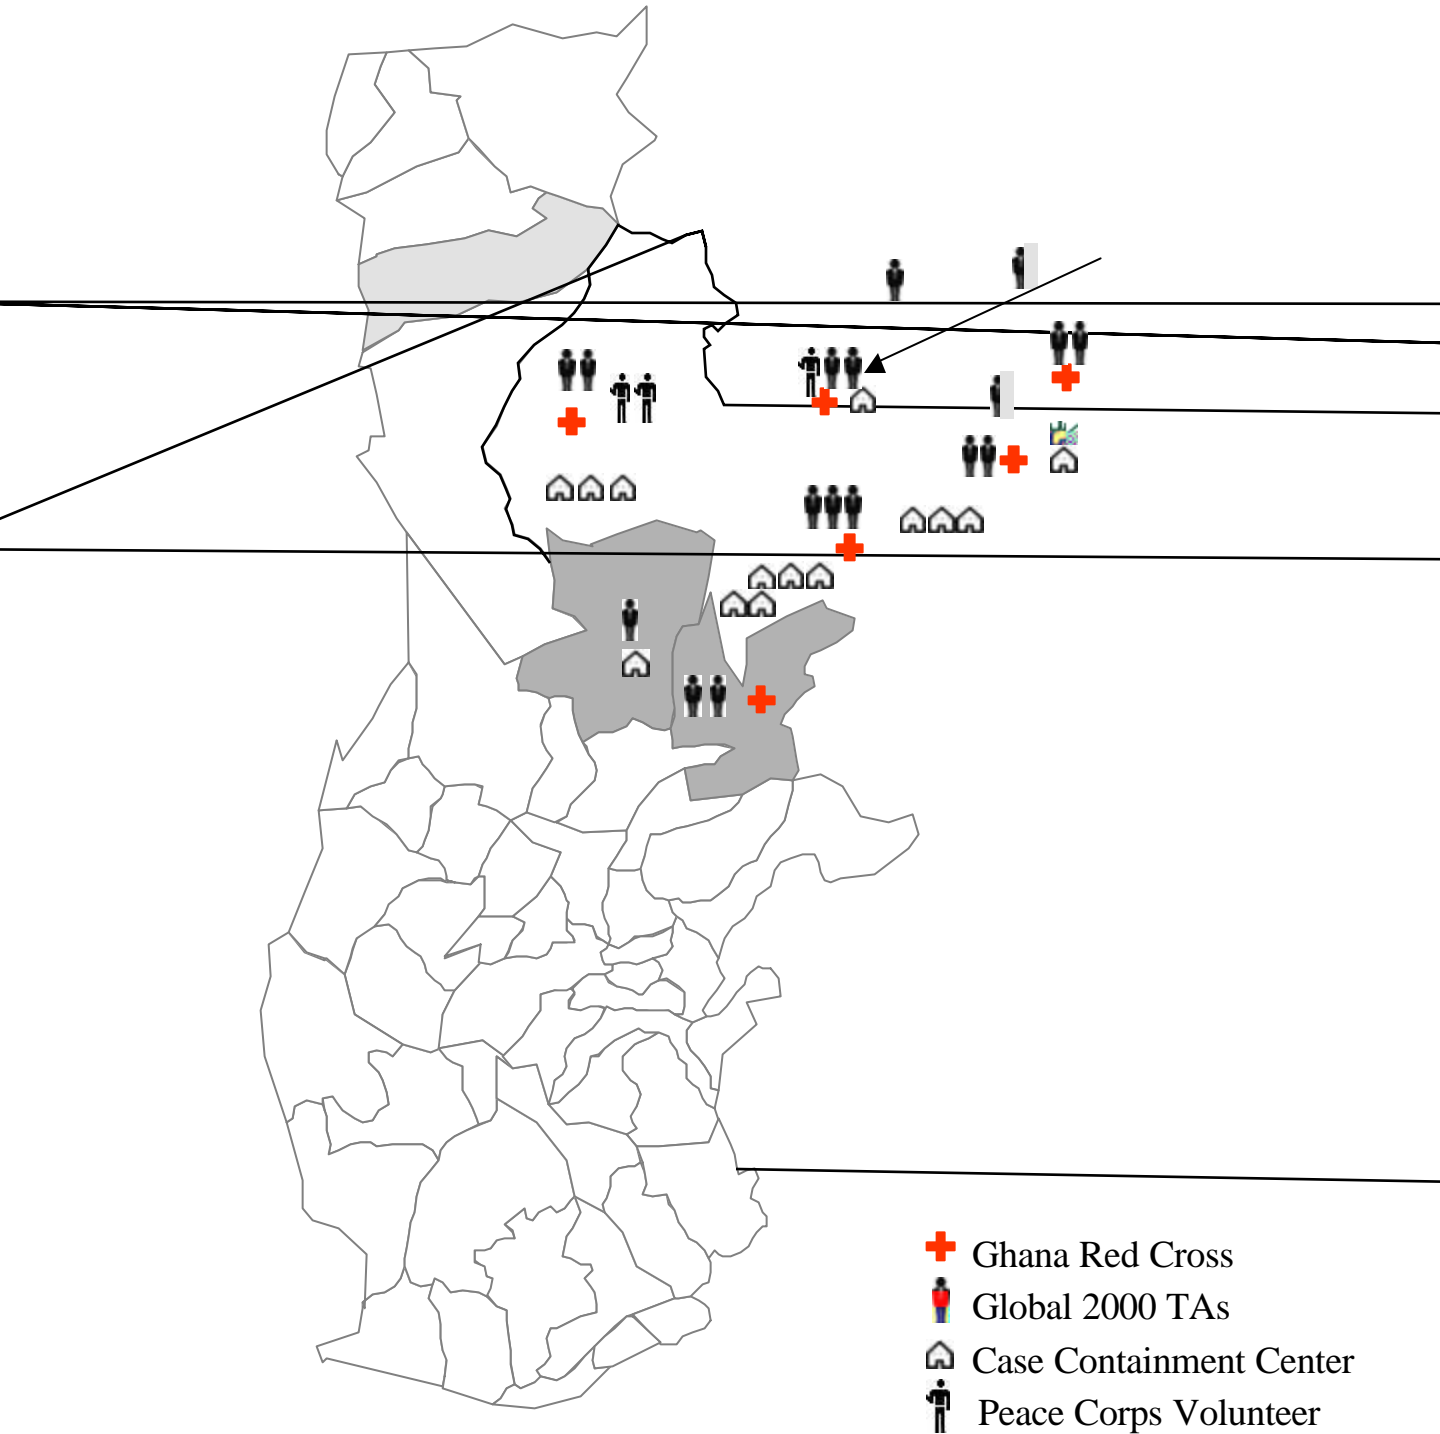 Ghana Red Cross
Global 2000 TAs
Case Containment Center
Peace Corps Volunteer